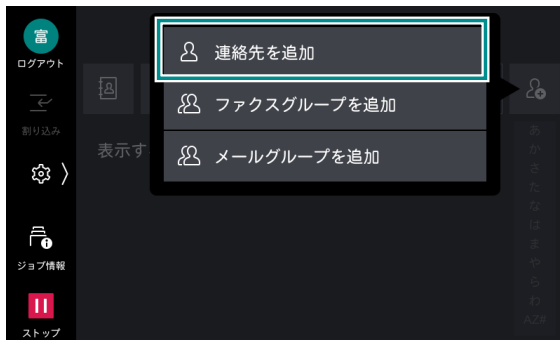 富
ログアウト
割り込み
ジョブ情報
ストップ
連絡先を追加
ファクスグループを追加
メールグループを追加
表示す
あ
か
さ
た
な
は
ま
や
ら
わ
AZ#